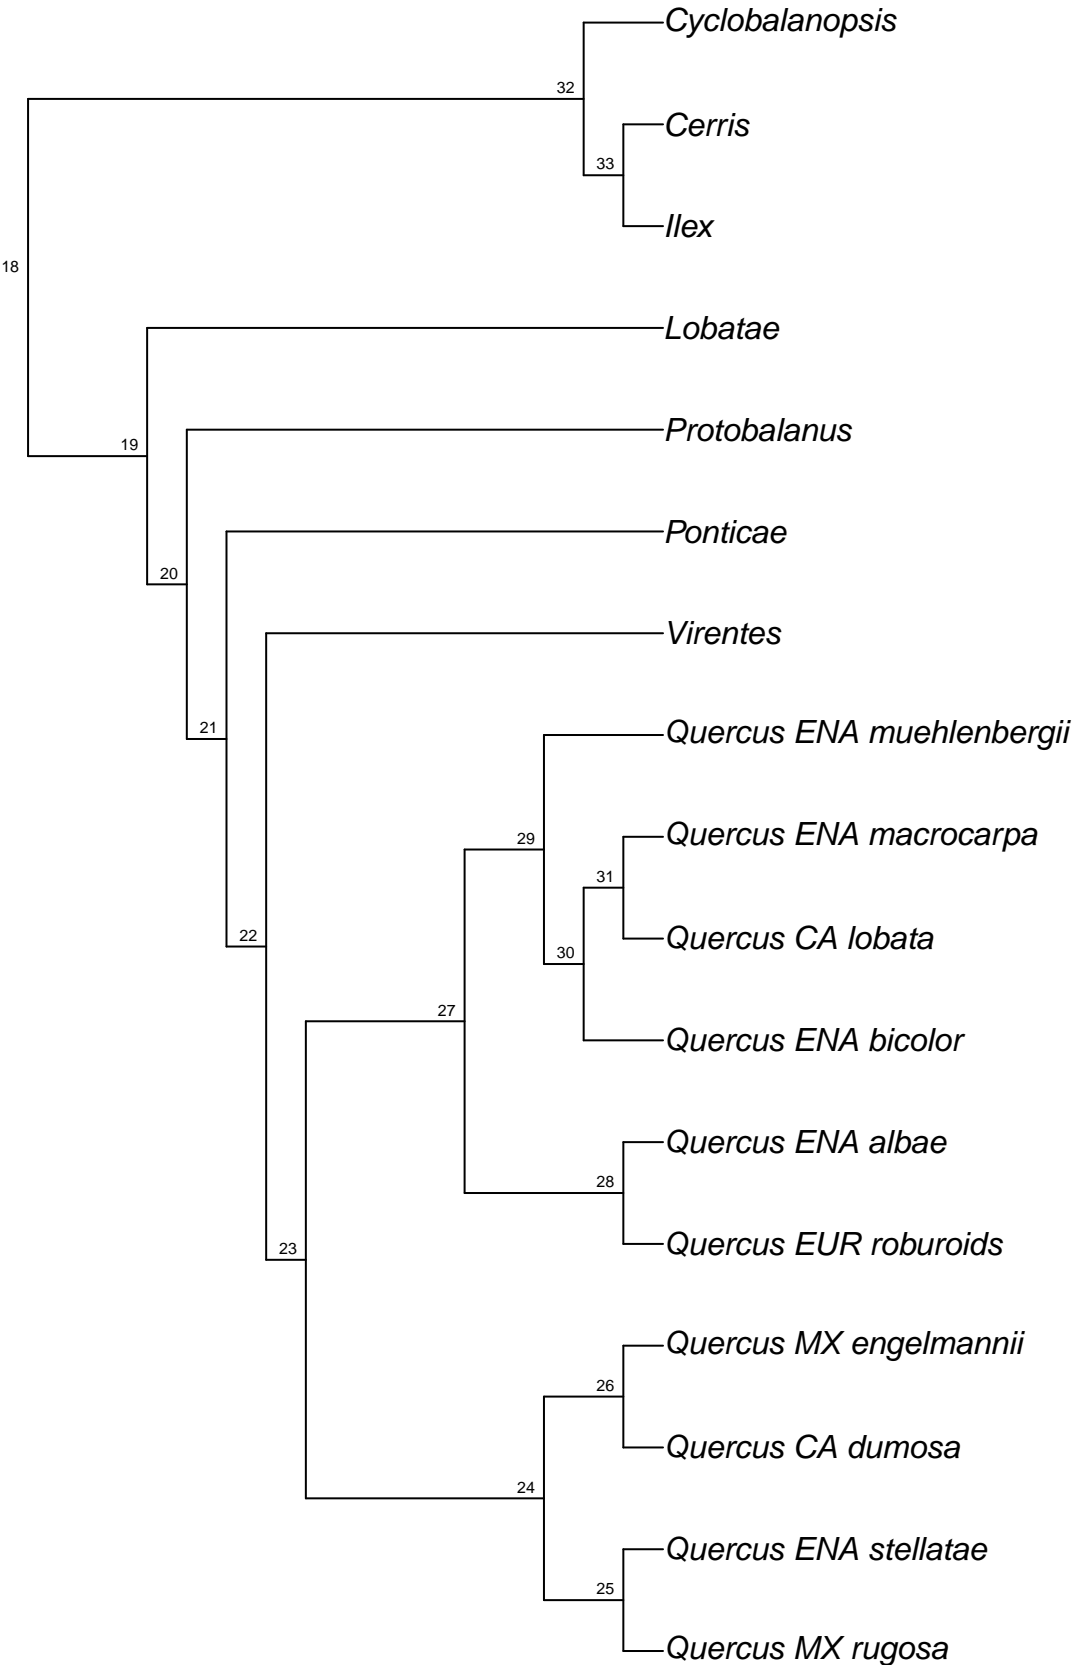 Cyclobalanopsis
32
Cerris
33
Ilex
18
Lobatae
Protobalanus
19
Ponticae
20
Virentes
21
Quercus ENA muehlenbergii
Quercus ENA macrocarpa
29
31
22
Quercus CA lobata
30
27
Quercus ENA bicolor
Quercus ENA albae
28
23
Quercus EUR roburoids
Quercus MX engelmannii
26
Quercus CA dumosa
24
Quercus ENA stellatae
25
Quercus MX rugosa